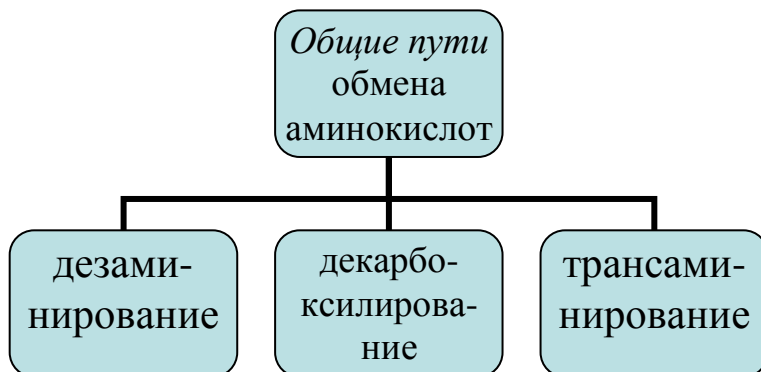 Общие пути
обмена
аминокислот
дезами-
нирование
декарбо-
ксилирова-
ние
трансами-
нирование